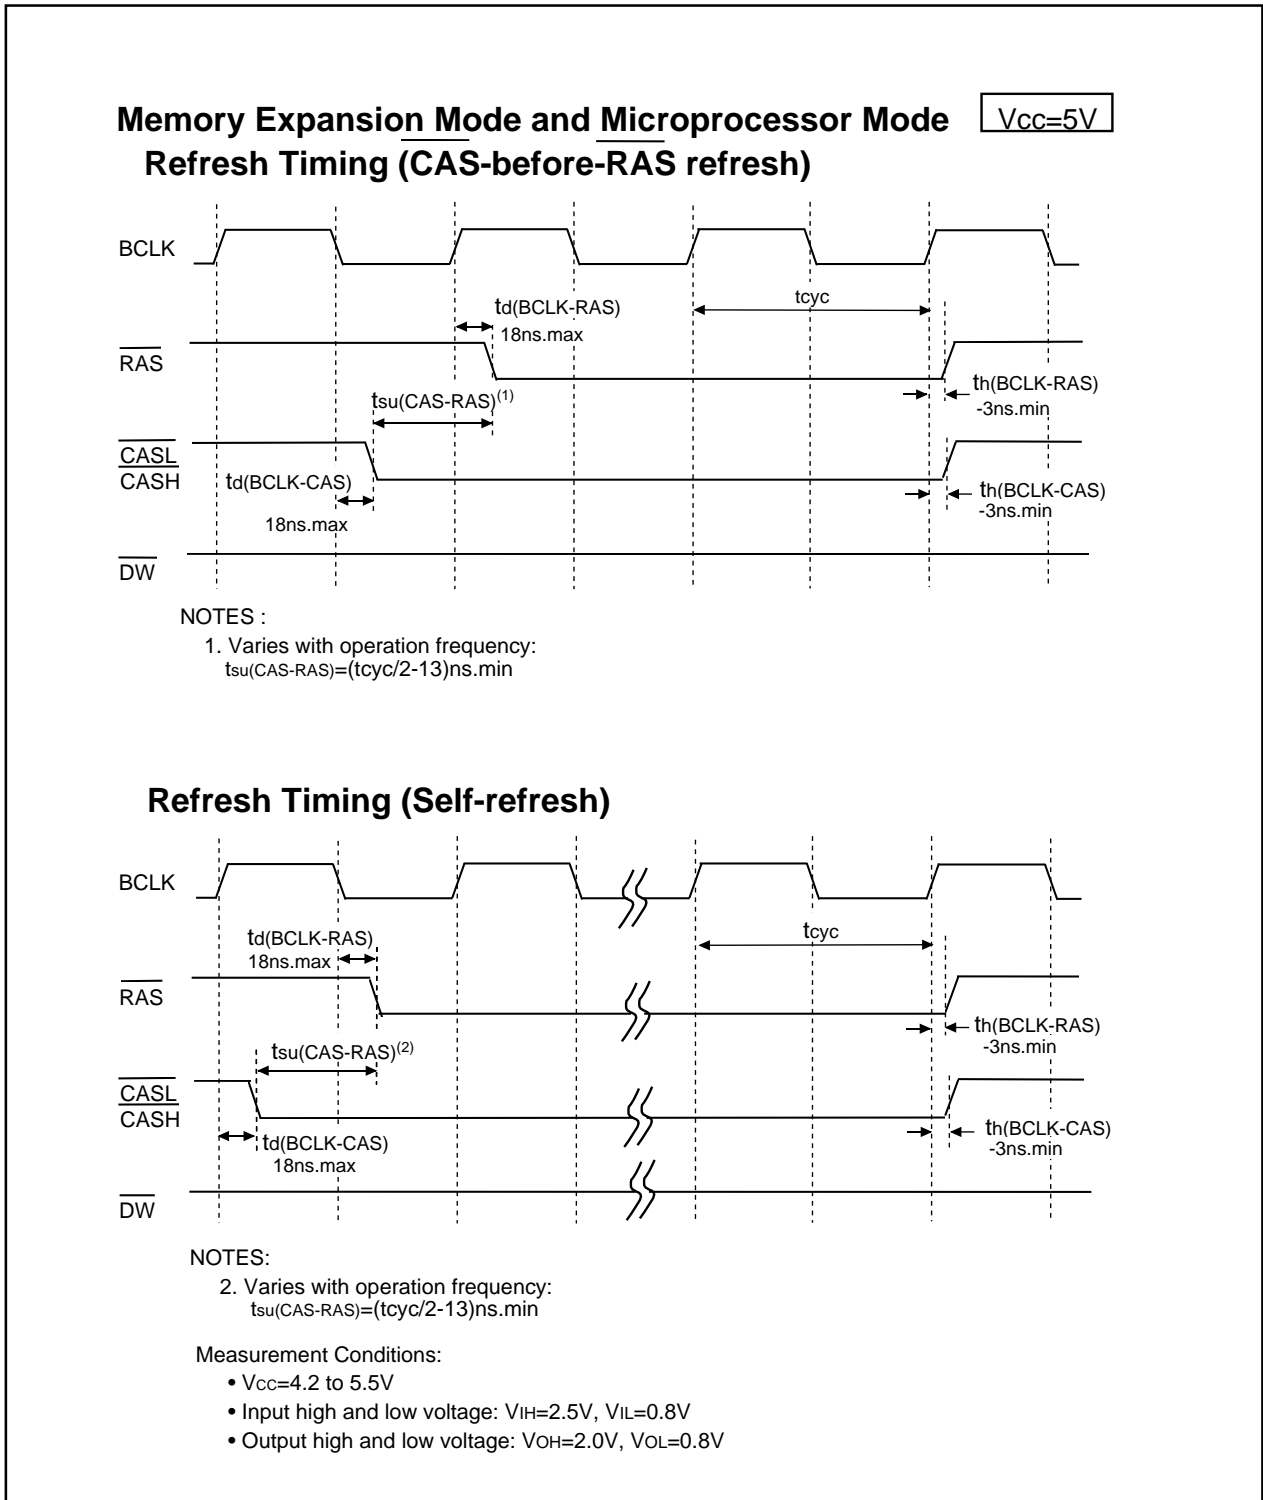 Memory Expansion Mode and Microprocessor Mode
Vcc=5V
Refresh Timing (CAS-before-RAS refresh)
BCLK
tcyc
td(BCLK-RAS)
18ns.max
RAS
th(BCLK-RAS)
-3ns.min
tsu(CAS-RAS)(1)
CASL
CASH
td(BCLK-CAS)
18ns.max
th(BCLK-CAS)
-3ns.min
DW
NOTES :
1. Varies with operation frequency:
tsu(CAS-RAS)=(tcyc/2-13)ns.min
Refresh Timing (Self-refresh)
BCLK
td(BCLK-RAS)
18ns.max
tcyc
RAS
th(BCLK-RAS)
-3ns.min
tsu(CAS-RAS)(2)
CASL
CASH
td(BCLK-CAS)
18ns.max
th(BCLK-CAS)
-3ns.min
DW
NOTES:
2. Varies with operation frequency:
tsu(CAS-RAS)=(tcyc/2-13)ns.min
Measurement Conditions:
• VCC=4.2 to 5.5V
• Input high and low voltage: VIH=2.5V, VIL=0.8V
• Output high and low voltage: VOH=2.0V, VOL=0.8V